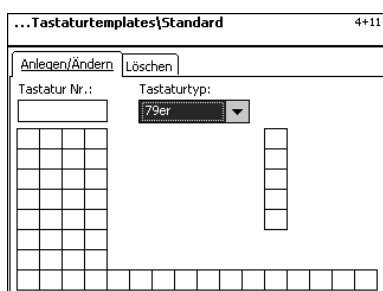 ...Tastaturtemplates\Standard 4+11
Anlegen/Ändern Löschen
Tastatur Nr.: Tastaturtyp:
79er